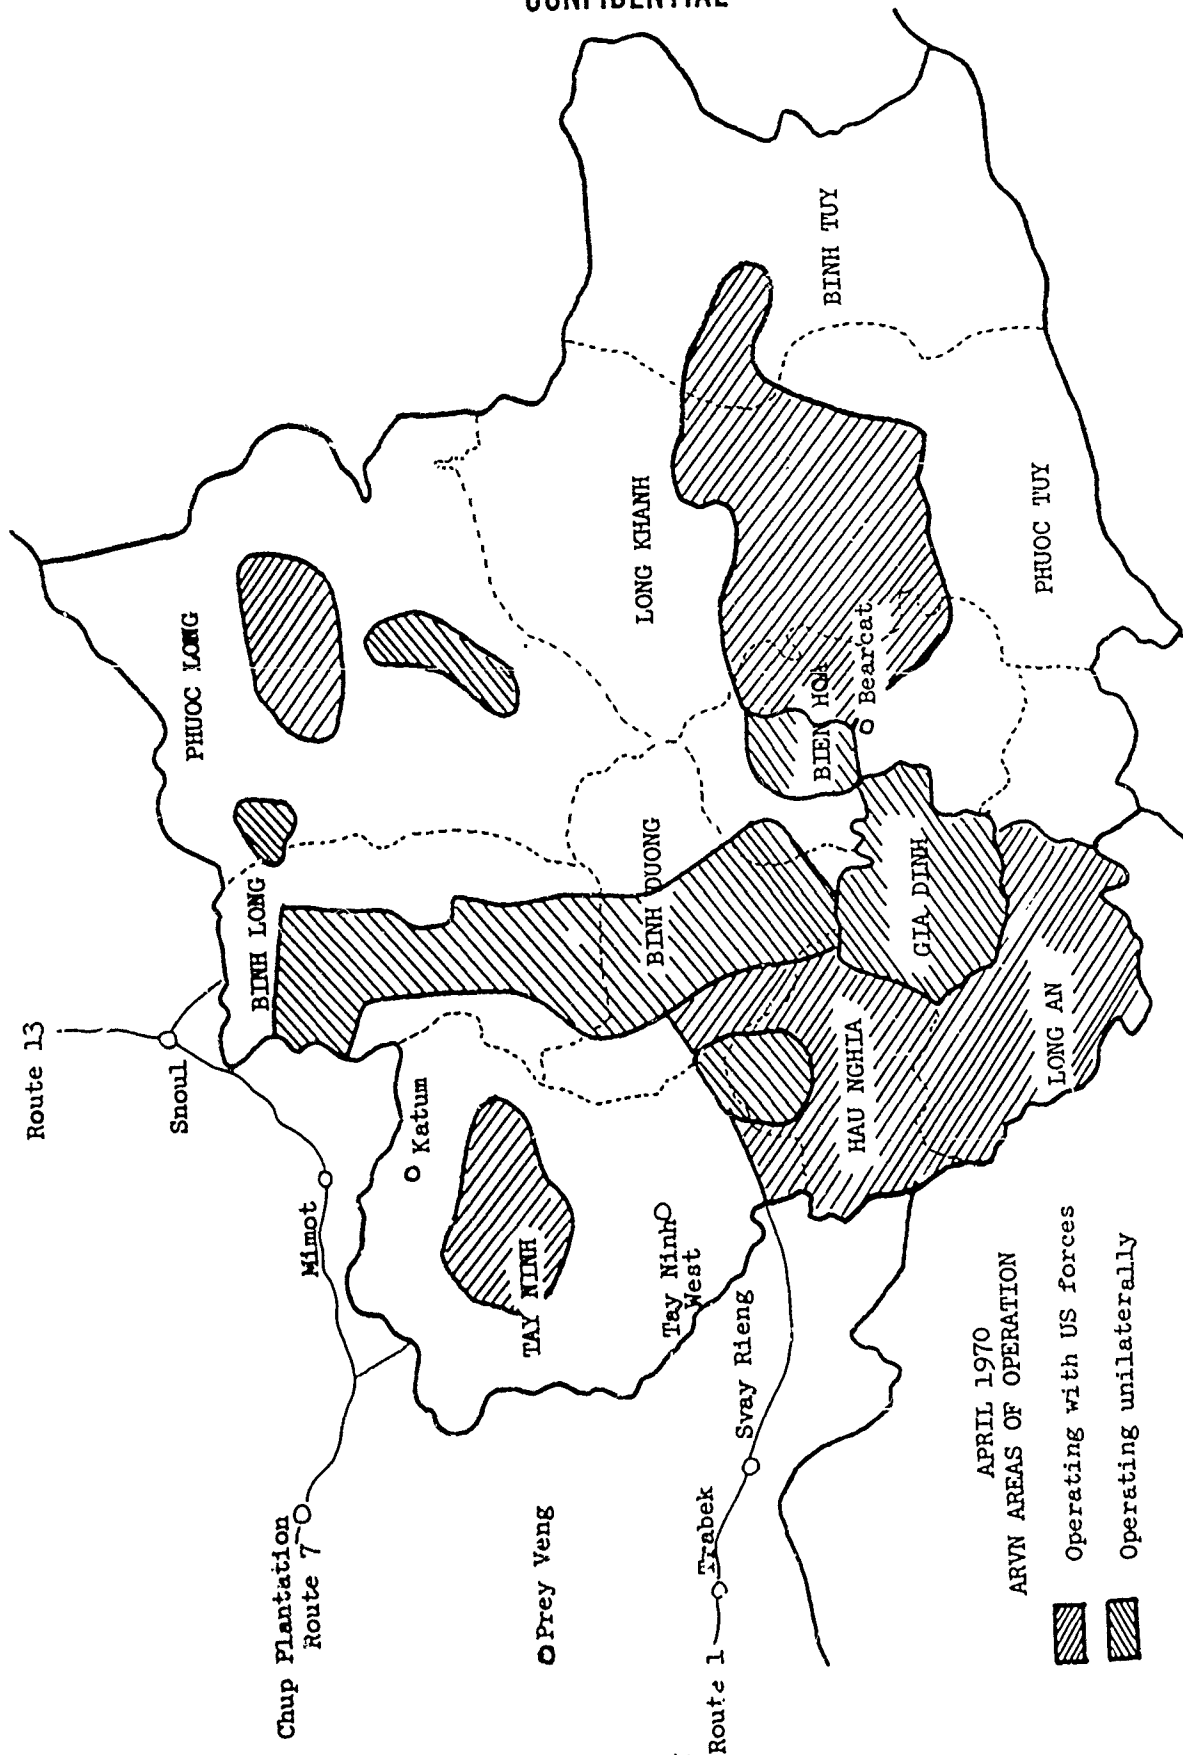 CONFIDENTIAL
Route 13
Snoul
Mimot
Chup Plantation
Route 7
Prey Veng
Route 1
Trabek
Svay Rieng
Katum
Tay Ninh
West
TAY NINH
BINH LONG
PHUOC LONG
BINH DUONG
LONG KHANH
BINH TUY
BIEN HOA
Bearcat
PHUOC TUY
GIA DINH
HAU NGHIA
LONG AN
APRIL 1970
ARVN AREAS OF OPERATION
Operating with US forces
Operating unilaterally